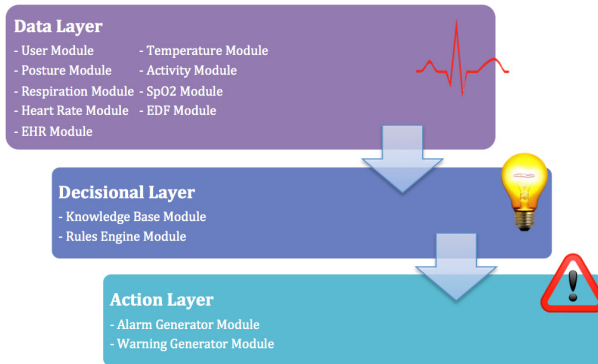 Data Layer
- User Module - Temperature Module
- Posture Module - Activity Module
- Respiration Module - SpO2 Module
- Heart Rate Module - EDF Module
- EHR Module
Decisional Layer
- Knowledge Base Module
- Rules Engine Module
Action Layer
- Alarm Generator Module
- Warning Generator Module